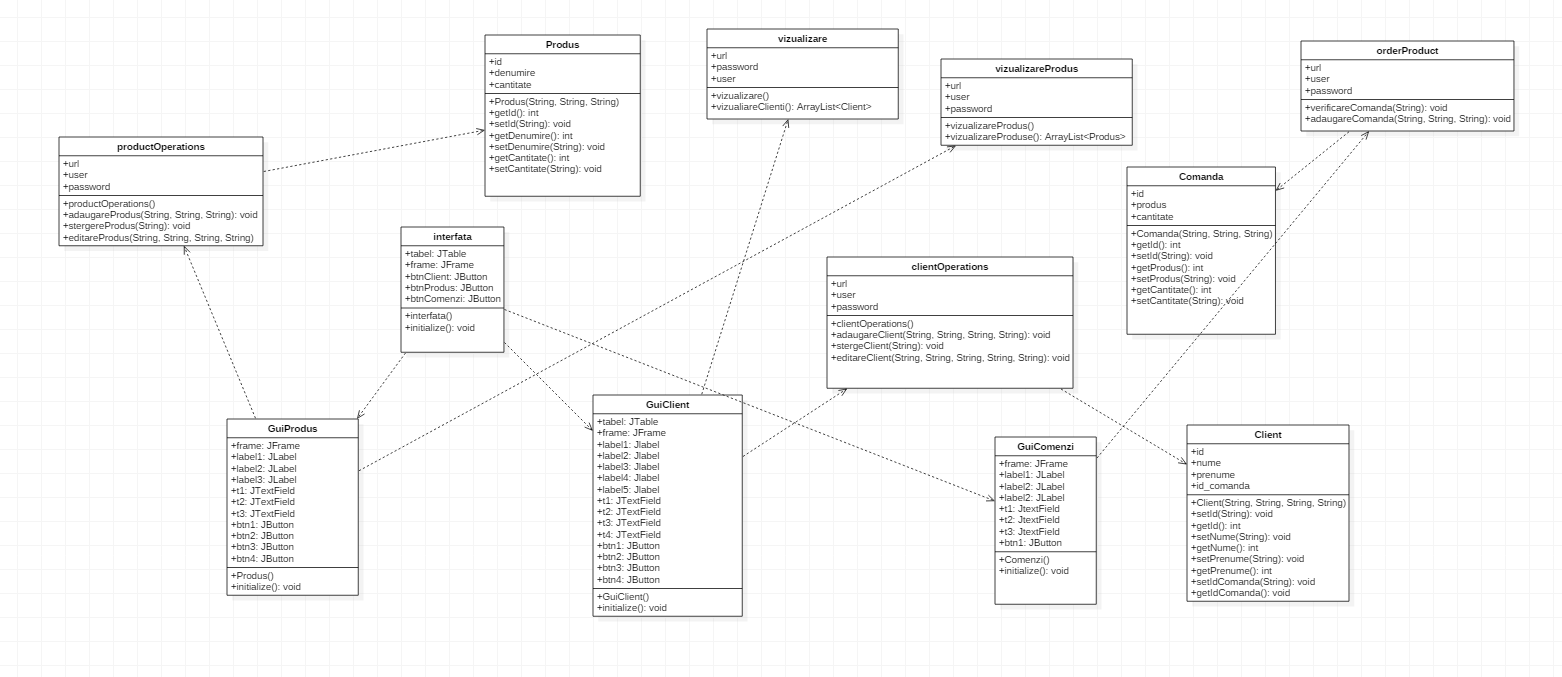 Produs
+id
+denumire
+cantitate
+Produs(String, String, String)
+getId(): int
+setId(String): void
+getDenumire(): int
+setDenumire(String): void
+getCantitate(): int
+setCantitate(String): void
vizualizare
+url
+password
+user
+vizualizare()
+vizualiareClienti(): ArrayList<Client>
vizualizareProdus
+url
+user
+password
+vizualizareProdus()
+vizualizareProduse(): ArrayList<Produs>
orderProduct
+url
+user
+password
+verificareComanda(String): void
+adaugareComanda(String, String, String): void
productOperations
+url
+user
+password
+productOperations()
+adaugareProdus(String, String, String): void
+stergereProdus(String): void
+editareProdus(String, String, String, String)
Comanda
+id
+produs
+cantitate
+Comanda(String, String, String)
+getId(): int
+setId(String): void
+getProdus(): int
+setProdus(String): void
+getCantitate(): int
+setCantitate(String): void
interfata
+tabel: JTable
+frame: JFrame
+btnClient: JButton
+btnProdus: JButton
+btnComenzi: JButton
+interfata()
+initialize(): void
clientOperations
+url
+user
+password
+clientOperations()
+adaugareClient(String, String, String, String): void
+stergeClient(String): void
+editareClient(String, String, String, String, String): void
GuiProdus
+frame: JFrame
+label1: JLabel
+label2: JLabel
+label3: JLabel
+t1: JTextField
+t2: JTextField
+t3: JTextField
+btn1: JButton
+btn2: JButton
+btn3: JButton
+btn4: JButton
+Produs()
+initialize(): void
GuiClient
+tabel: JTable
+frame: JFrame
+label1: Jlabel
+label2: Jlabel
+label3: Jlabel
+label4: Jlabel
+label5: Jlabel
+t1: JTextField
+t2: JTextField
+t3: JTextField
+t4: JTextField
+btn1: JButton
+btn2: JButton
+btn3: JButton
+btn4: JButton
+GuiClient()
+initialize(): void
GuiComenzi
+frame: JFrame
+label1: JLabel
+label2: JLabel
+label2: JLabel
+t1: JtextField
+t2: JtextField
+t3: JtextField
+btn1: JButton
+Comenzi()
+initialize(): void
Client
+id
+nume
+prenume
+id_comanda
+Client(String, String, String, String)
+setId(String): void
+getId(): int
+setNume(String): void
+getNume(): int
+setPrenume(String): void
+getPrenume(): int
+setIdComanda(String): void
+getIdComanda(): void